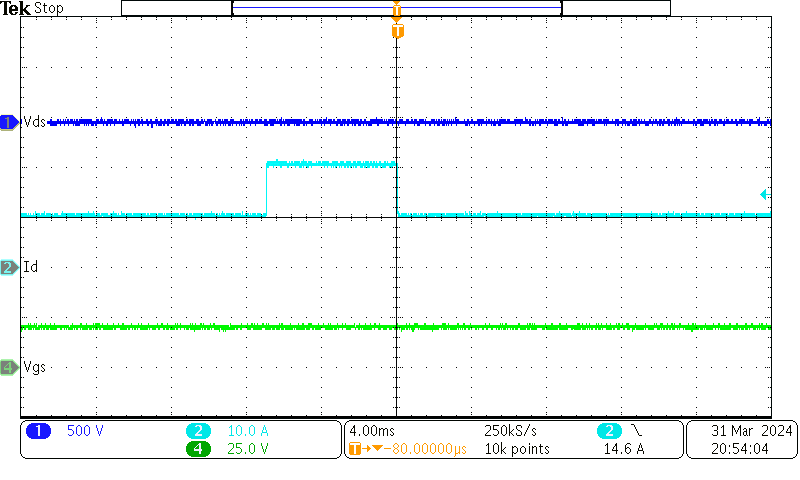 Tek Stop
T
T
1 Vds
2 Id
4 Vgs
1 500 V
2 10.0 A
4 25.0 V
4.00ms
T→▼−80.00000µs
250kS/s
10k points
2 \
14.6 A
31 Mar 2024
20:54:04